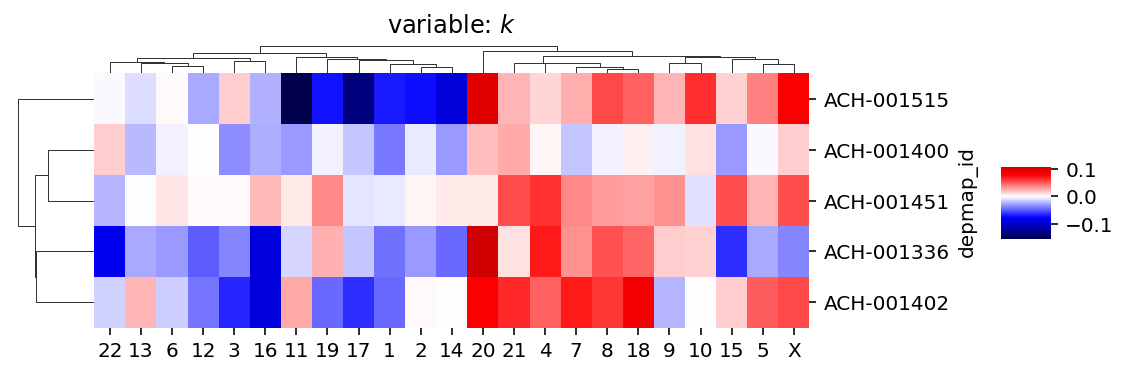 variable: k
ACH-001515
ACH-001400
ACH-001451
ACH-001336
ACH-001402
depmap_id
0.1
0.0
−0.1
22 13 6 12 3 16 11 19 17 1 2 14 20 21 4 7 8 18 9 10 15 5 X